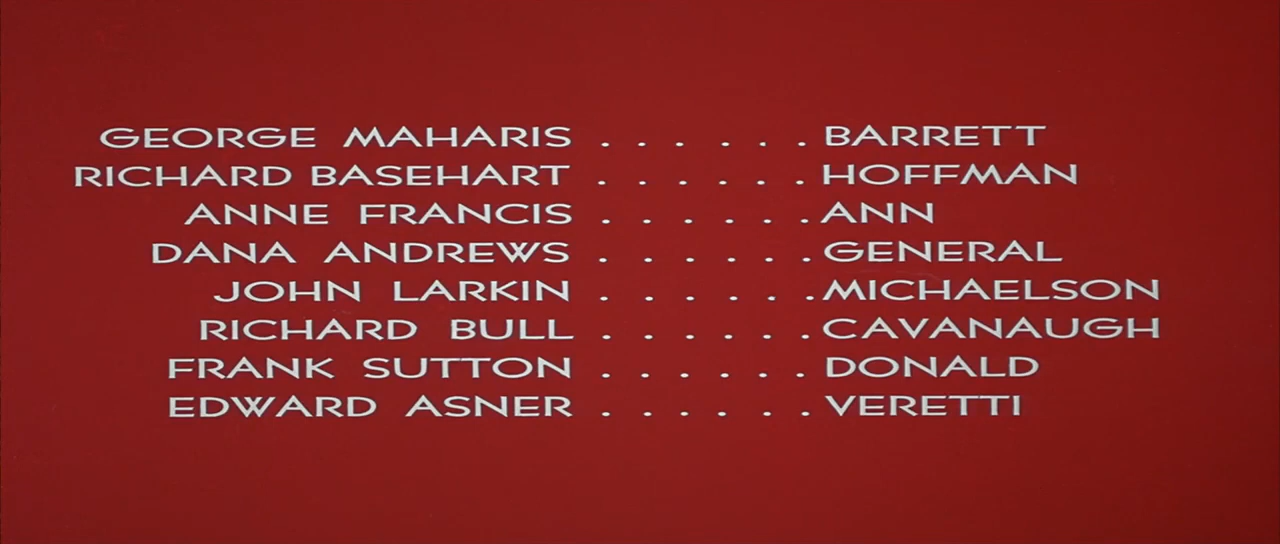 GEORGE MAHARIS . . . . . . BARRETT
RICHARD BASEHART . . . . . . HOFFMAN
ANNE FRANCIS . . . . . . ANN
DANA ANDREWS . . . . . . GENERAL
JOHN LARKIN . . . . . . MICHAELSON
RICHARD BULL . . . . . . CAVANAUGH
FRANK SUTTON . . . . . . DONALD
EDWARD ASNER . . . . . . VERETTI